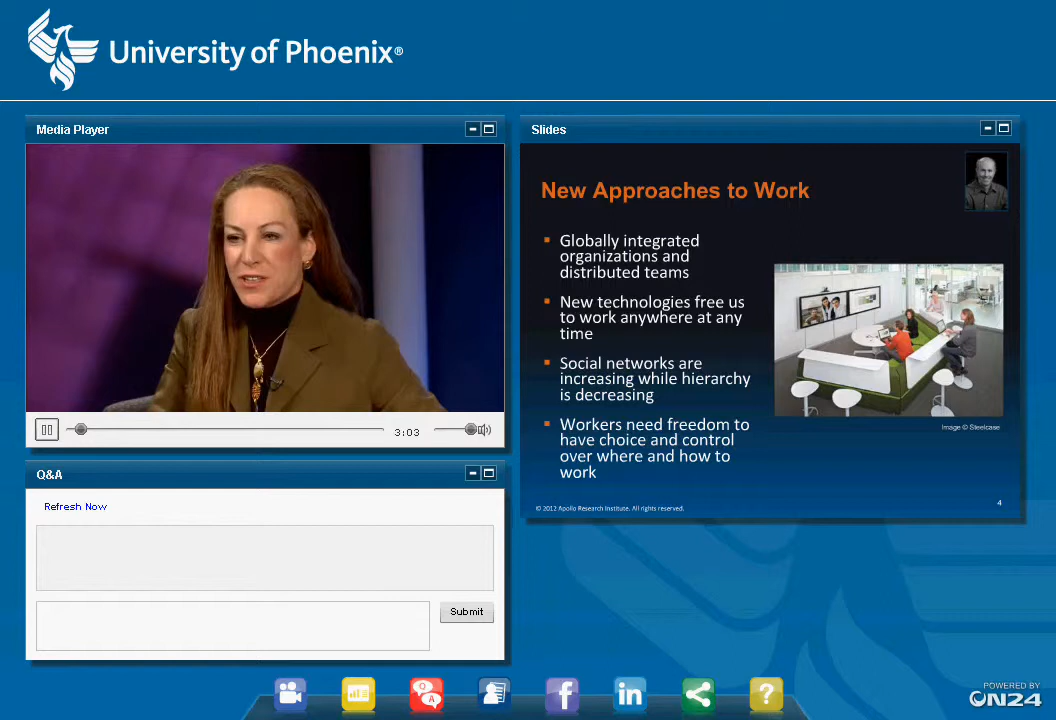 University of Phoenix®
Media Player
3:03
Q&A
Refresh Now
Submit
Slides
New Approaches to Work
Globally integrated
organizations and
distributed teams
New technologies free us
to work anywhere at any
time
Social networks are
increasing while hierarchy
is decreasing
Workers need freedom to
have choice and control
over where and how to
work
Image © Steelcase
© 2012 Apollo Research Institute. All rights reserved.
4
Q
A
f
in
?
POWERED BY
ON24